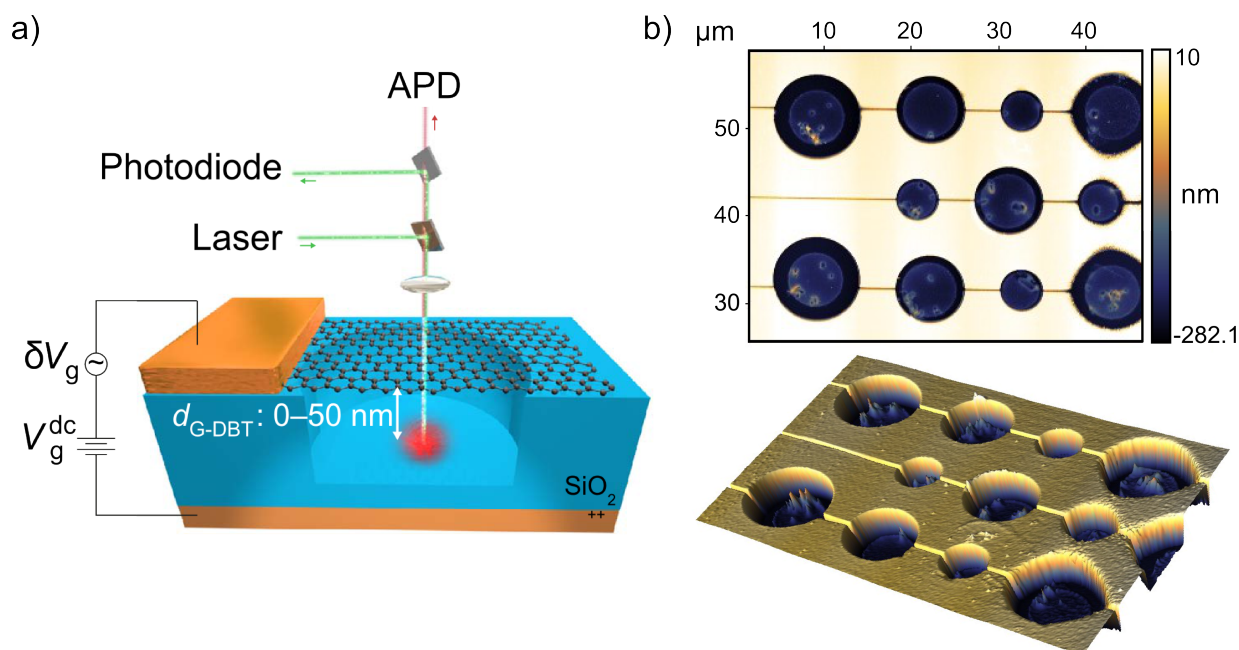 a)
APD
Photodiode
Laser
δVg
Vgdc
dG-DBT: 0–50 nm
SiO2
++
b)
µm
10 20 30 40
50
40
30
10
nm
-282.1